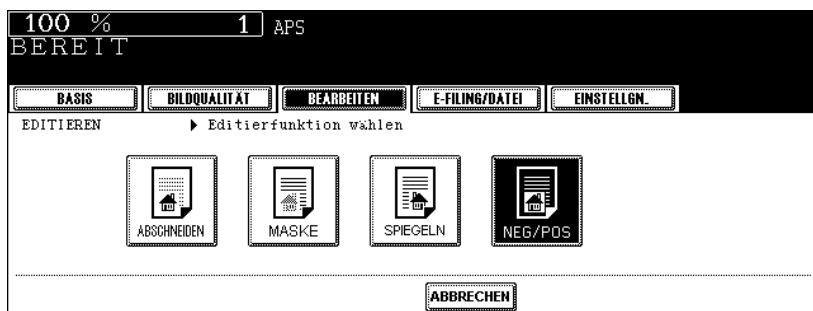 100 % 1 APS
BEREIT
BASIS BILDQUALITÄT BEARBEITEN E-FILING/DATEI EINSTELLGN.
EDITIEREN ▶ Editierfunktion wählen
ABSCHNEIDEN MASKE SPIEGELN NEG/POS
ABBRECHEN